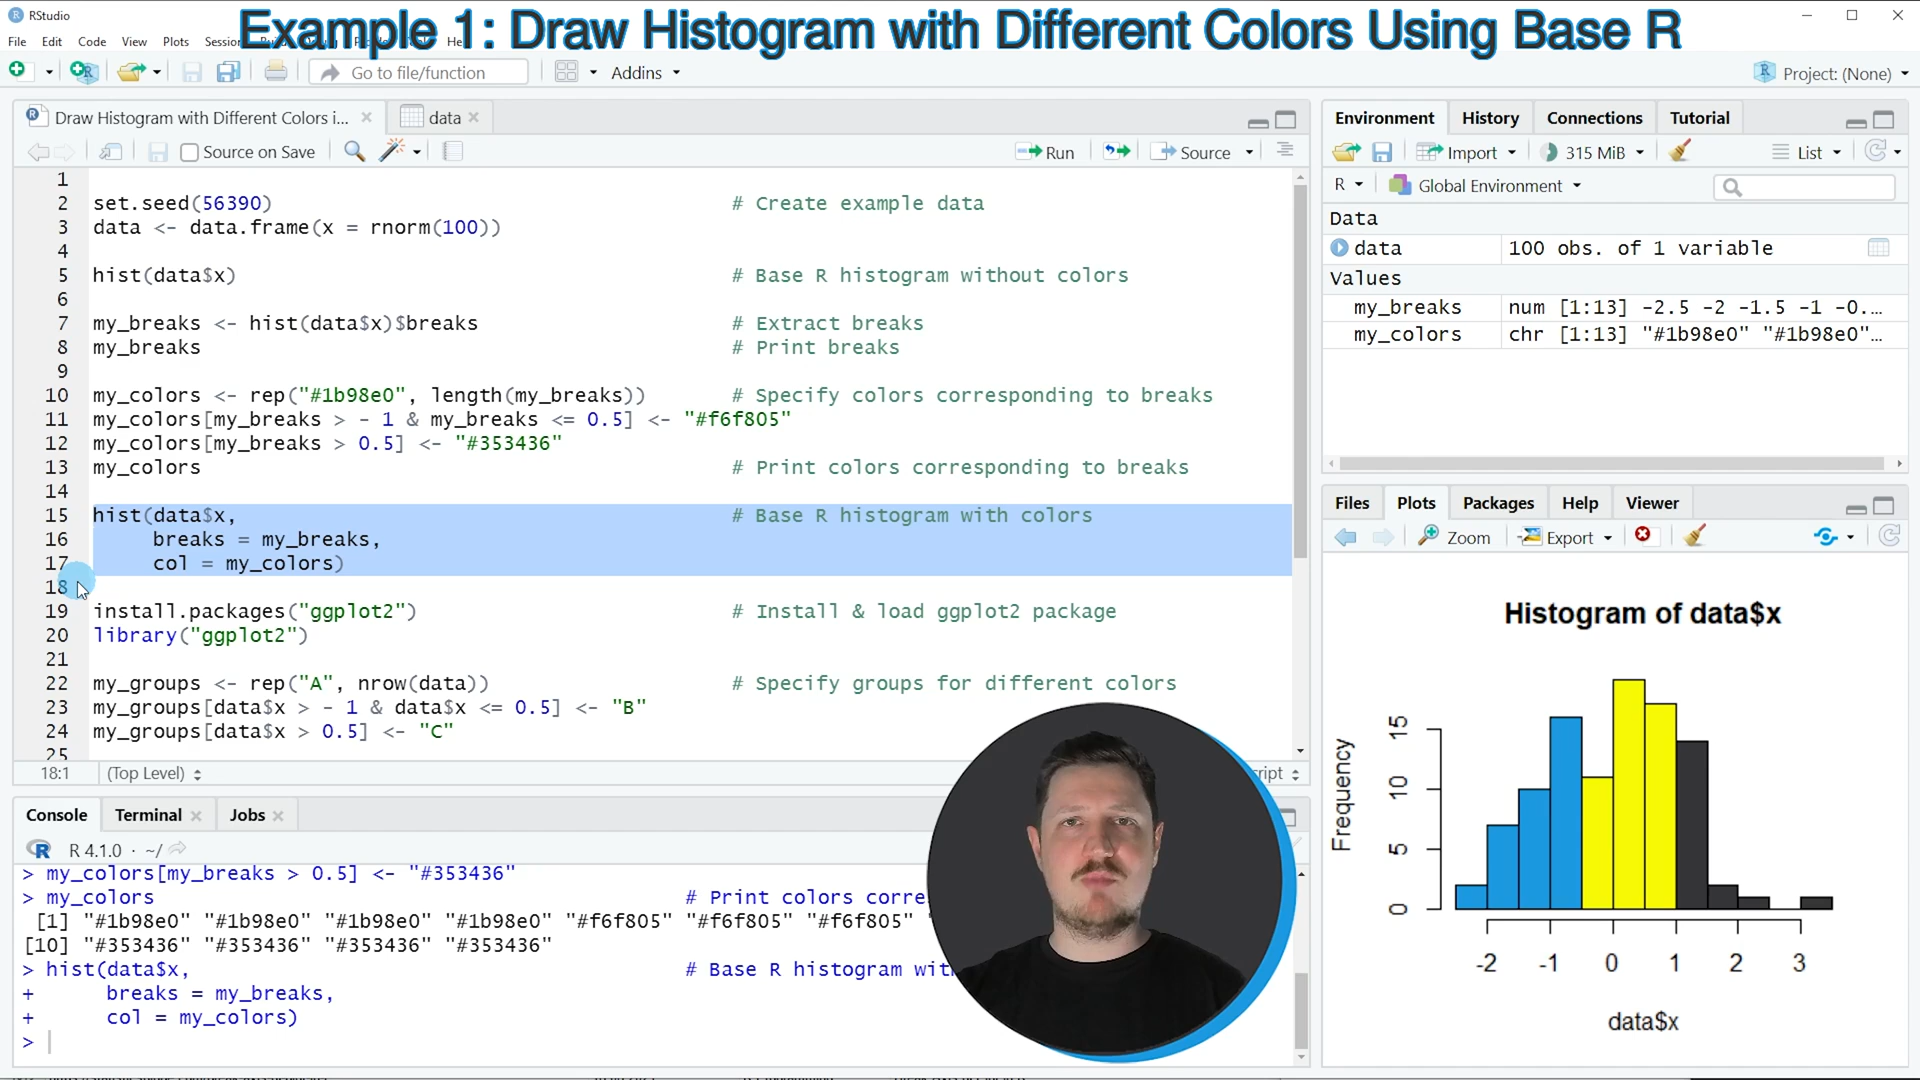 RStudio
Example 1: Draw Histogram with Different Colors Using Base R
File Edit Code View Plots Session He
Go to file/function
Addins
Project: (None)
Draw Histogram with Different Colors i...
data
Source on Save
Run
Source
1
2 set.seed(56390) # Create example data
3 data <- data.frame(x = rnorm(100))
4
5 hist(data$x) # Base R histogram without colors
6
7 my_breaks <- hist(data$x)$breaks # Extract breaks
8 my_breaks # Print breaks
9
10 my_colors <- rep("#1b98e0", length(my_breaks)) # Specify colors corresponding to breaks
11 my_colors[my_breaks > - 1 & my_breaks <= 0.5] <- "#f6f805"
12 my_colors[my_breaks > 0.5] <- "#353436"
13 my_colors # Print colors corresponding to breaks
14
15 hist(data$x, # Base R histogram with colors
16 breaks = my_breaks,
17 col = my_colors)
18
19 install.packages("ggplot2") # Install & load ggplot2 package
20 library("ggplot2")
21
22 my_groups <- rep("A", nrow(data)) # Specify groups for different colors
23 my_groups[data$x > - 1 & data$x <= 0.5] <- "B"
24 my_groups[data$x > 0.5] <- "C"
25
18:1 (Top Level) cript
Console Terminal Jobs
R 4.1.0 · ~/
> my_colors[my_breaks > 0.5] <- "#353436"
> my_colors # Print colors corre
[1] "#1b98e0" "#1b98e0" "#1b98e0" "#1b98e0" "#f6f805" "#f6f805" "#f6f805" "
[10] "#353436" "#353436" "#353436" "#353436"
> hist(data$x, # Base R histogram wit
+ breaks = my_breaks,
+ col = my_colors)
>
Environment History Connections Tutorial
Import 315 MiB List
R Global Environment
Data
data 100 obs. of 1 variable
Values
my_breaks num [1:13] -2.5 -2 -1.5 -1 -0....
my_colors chr [1:13] "#1b98e0" "#1b98e0"...
Files Plots Packages Help Viewer
Zoom Export
Histogram of data$x
Frequency
15
10
5
0
-2 -1 0 1 2 3
data$x